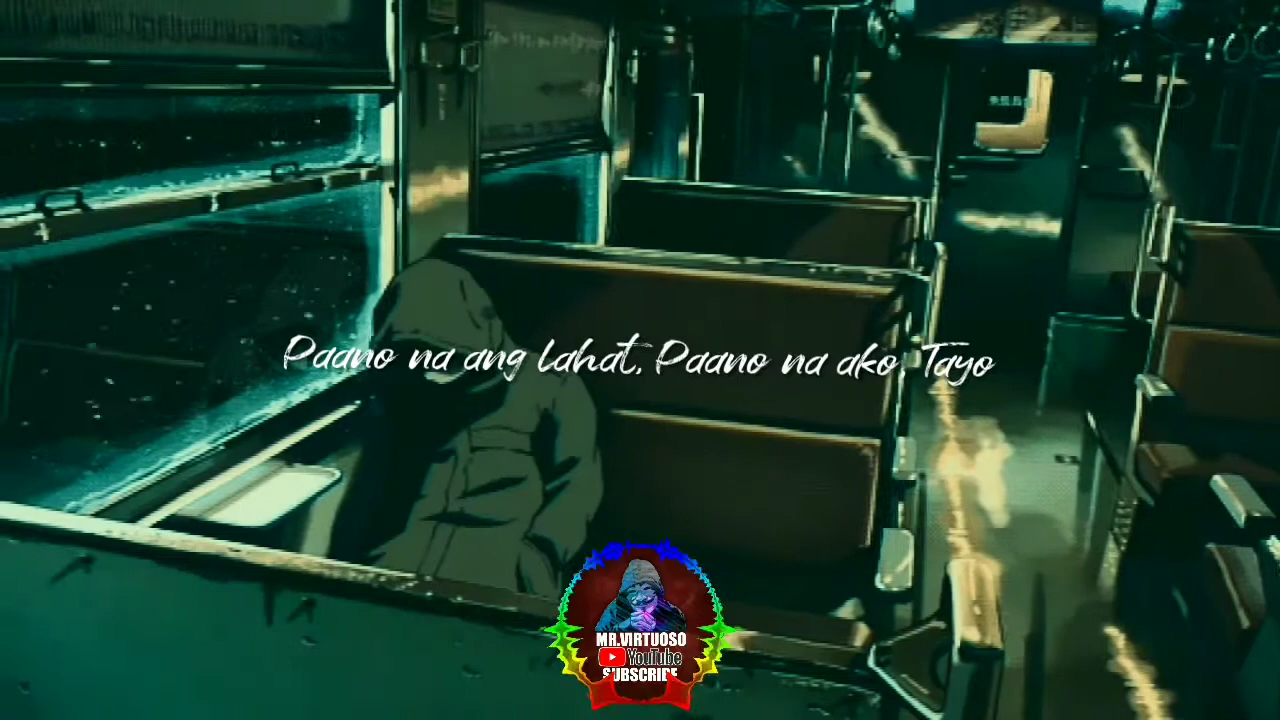 Paano na ang lahat, Paano na ako, Tayo
MR.VIRTUOSO
YouTube
SUBSCRIBE